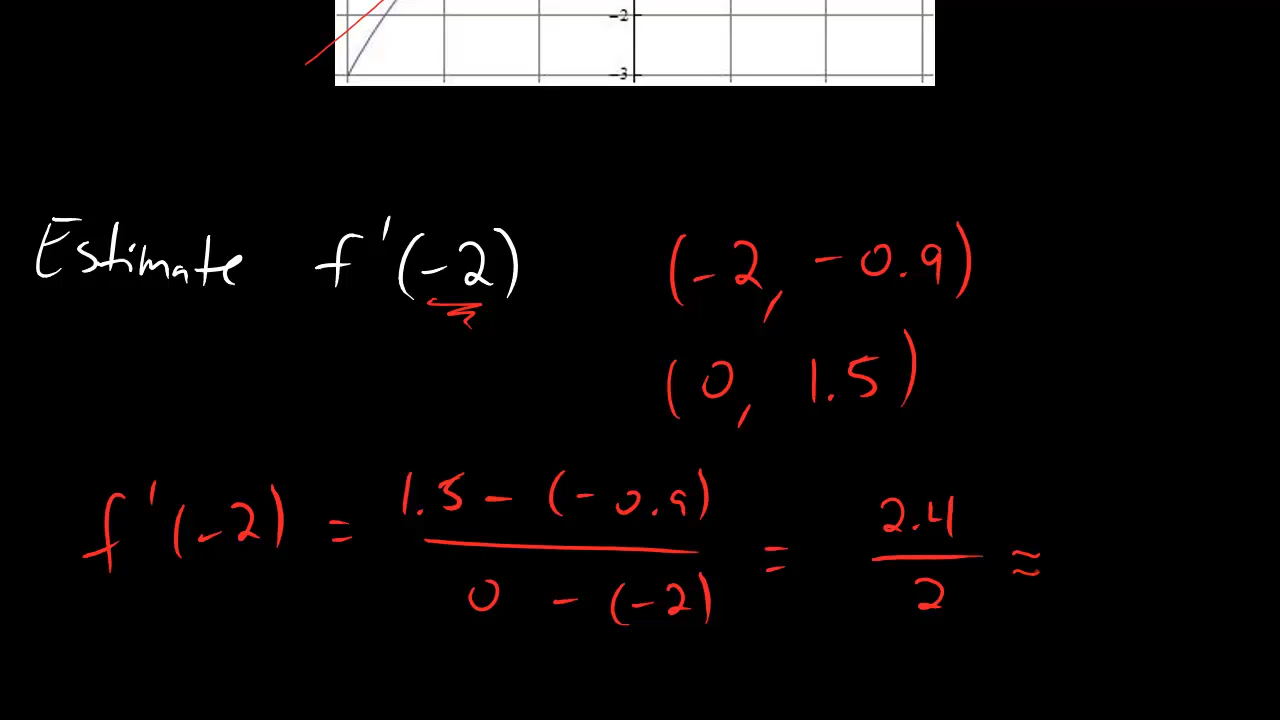 -2
-3
Estimate f'(-2) (-2, -0.9)
(0, 1.5)
f'(-2) = 1.5 - (-0.9) / 0 - (-2) = 2.4 / 2 ≈